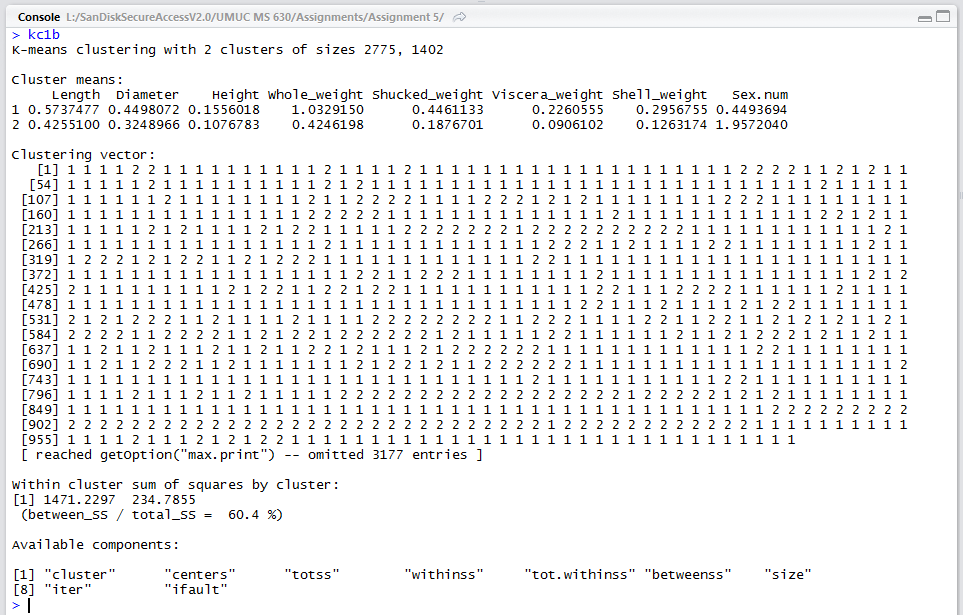 Console L:/SanDiskSecureAccessV2.0/UMUC MS 630/Assignments/Assignment 5/
> kc1b
K-means clustering with 2 clusters of sizes 2775, 1402
Cluster means:
Length Diameter Height Whole_weight Shucked_weight Viscera_weight Shell_weight Sex.num
1 0.5737477 0.4498072 0.1556018 1.0329150 0.4461133 0.2260555 0.2956755 0.4493694
2 0.4255100 0.3248966 0.1076783 0.4246198 0.1876701 0.0906102 0.1263174 1.9572040
Clustering vector:
[1] 1 1 1 1 2 2 1 1 1 1 1 1 1 1 1 1 2 1 1 1 1 2 1 1 1 1 1 1 1 1 1 1 1 1 1 1 1 1 1 1 1 1 2 2 2 2 1 1 2 1 2 1 1
[54] 1 1 1 1 1 2 1 1 1 1 1 1 1 1 1 1 2 1 2 1 1 1 1 1 1 1 1 1 1 1 1 1 1 1 1 1 1 1 1 1 1 1 1 1 1 1 1 2 1 1 1 1 1
[107] 1 1 1 1 1 1 2 1 1 1 1 1 1 1 1 2 1 1 2 2 2 2 1 1 1 1 2 2 2 1 2 1 2 1 1 1 1 1 1 1 1 2 2 2 1 1 1 1 1 1 2 1 1
[160] 1 1 1 1 1 1 1 1 1 1 1 1 1 1 1 2 2 2 2 2 1 1 1 1 1 1 1 1 1 1 1 1 1 1 2 1 1 1 1 1 1 1 1 1 1 1 1 2 2 1 2 1 1
[213] 1 1 1 1 1 2 1 2 1 1 1 1 2 1 2 2 1 1 1 1 1 2 2 2 2 2 2 2 1 2 2 2 2 2 2 2 2 2 2 1 1 1 1 1 1 1 1 1 1 1 1 2 1
[266] 1 1 1 1 1 1 1 1 1 1 1 1 1 1 1 1 2 1 1 1 1 1 1 1 1 1 1 1 1 1 2 2 2 1 1 2 1 1 1 1 2 2 1 1 1 1 1 1 1 1 2 1 1
[319] 1 2 2 2 1 2 2 1 1 2 1 2 2 2 1 1 1 1 1 1 1 1 1 1 1 1 1 1 1 1 1 1 1 1 1 1 1 1 1 1 1 1 1 1 1 1 1 1 1 1 1 1 1
[372] 1 1 1 1 1 1 1 1 1 1 1 1 1 1 1 1 1 1 2 2 1 1 2 2 2 1 1 1 1 1 1 1 1 2 1 1 1 1 1 1 1 1 1 1 1 1 1 1 1 1 2 1 2
[425] 2 1 1 1 1 1 1 1 1 1 2 1 2 2 1 1 2 2 1 2 1 1 1 1 1 1 1 1 1 1 1 1 1 2 2 1 1 1 2 2 2 2 1 1 1 1 1 1 2 1 1 1 1
[478] 1 1 1 1 1 1 1 1 1 1 1 1 1 1 1 1 1 1 1 1 1 1 1 1 1 1 1 1 1 1 1 1 2 2 1 1 1 2 1 1 1 1 2 1 2 2 1 1 1 1 1 1 1
[531] 2 1 2 1 2 2 2 1 1 2 1 2 1 1 1 1 1 1 2 2 2 2 2 2 2 2 1 1 2 2 2 1 1 1 1 1 2 2 1 1 2 2 1 1 2 1 2 1 2 1 1 2 1
[584] 2 2 2 2 1 1 2 2 2 2 1 1 2 1 2 1 1 2 2 2 2 2 1 2 1 1 1 1 1 2 2 1 1 1 1 1 1 1 2 1 1 2 1 2 2 2 1 2 1 1 2 1 1
[637] 1 1 2 1 1 2 1 1 1 2 1 1 2 1 1 2 2 1 2 1 1 1 2 1 2 2 2 2 2 2 1 1 1 1 1 1 1 1 1 1 1 1 1 2 2 1 1 1 1 1 1 1 1
[690] 1 1 2 1 1 2 2 2 1 1 2 1 1 1 1 1 1 1 2 1 2 2 1 1 2 2 2 2 2 2 2 1 1 1 1 1 1 1 1 1 1 1 1 1 1 1 1 1 1 1 1 1 2
[743] 1 1 1 1 1 1 1 1 1 1 1 1 1 1 1 1 1 1 1 1 1 1 1 1 1 1 1 1 1 2 1 1 1 1 1 1 1 1 1 1 1 2 2 1 1 1 1 1 1 1 1 1 1
[796] 1 1 1 1 2 1 1 1 2 1 1 2 1 1 1 1 1 2 2 2 2 2 2 2 2 2 2 2 2 2 2 2 2 2 2 1 2 2 2 2 2 1 2 1 2 1 1 1 1 1 1 1 1
[849] 1 1 1 1 1 1 1 1 1 1 1 1 1 1 1 1 1 1 1 1 1 1 1 1 1 1 1 1 1 1 1 1 1 1 1 1 1 1 1 1 1 1 1 1 2 2 2 2 2 2 2 2 2
[902] 2 2 2 2 2 2 2 2 2 2 2 2 2 2 2 2 2 2 2 2 2 2 2 2 2 2 2 2 2 2 1 2 2 2 2 2 2 2 2 2 2 2 2 1 1 1 1 1 1 1 1 1 1
[955] 1 1 1 1 2 1 1 1 2 1 2 1 2 2 1 1 1 1 1 1 1 1 1 1 1 1 1 1 1 1 1 1 1 1 1 1 1 1 1 1 1 1 1 1 1 1
[ reached getOption("max.print") -- omitted 3177 entries ]
Within cluster sum of squares by cluster:
[1] 1471.2297 234.7855
(between_SS / total_SS = 60.4 %)
Available components:
[1] "cluster" "centers" "totss" "withinss" "tot.withinss" "betweenss" "size"
[8] "iter" "ifault"
>